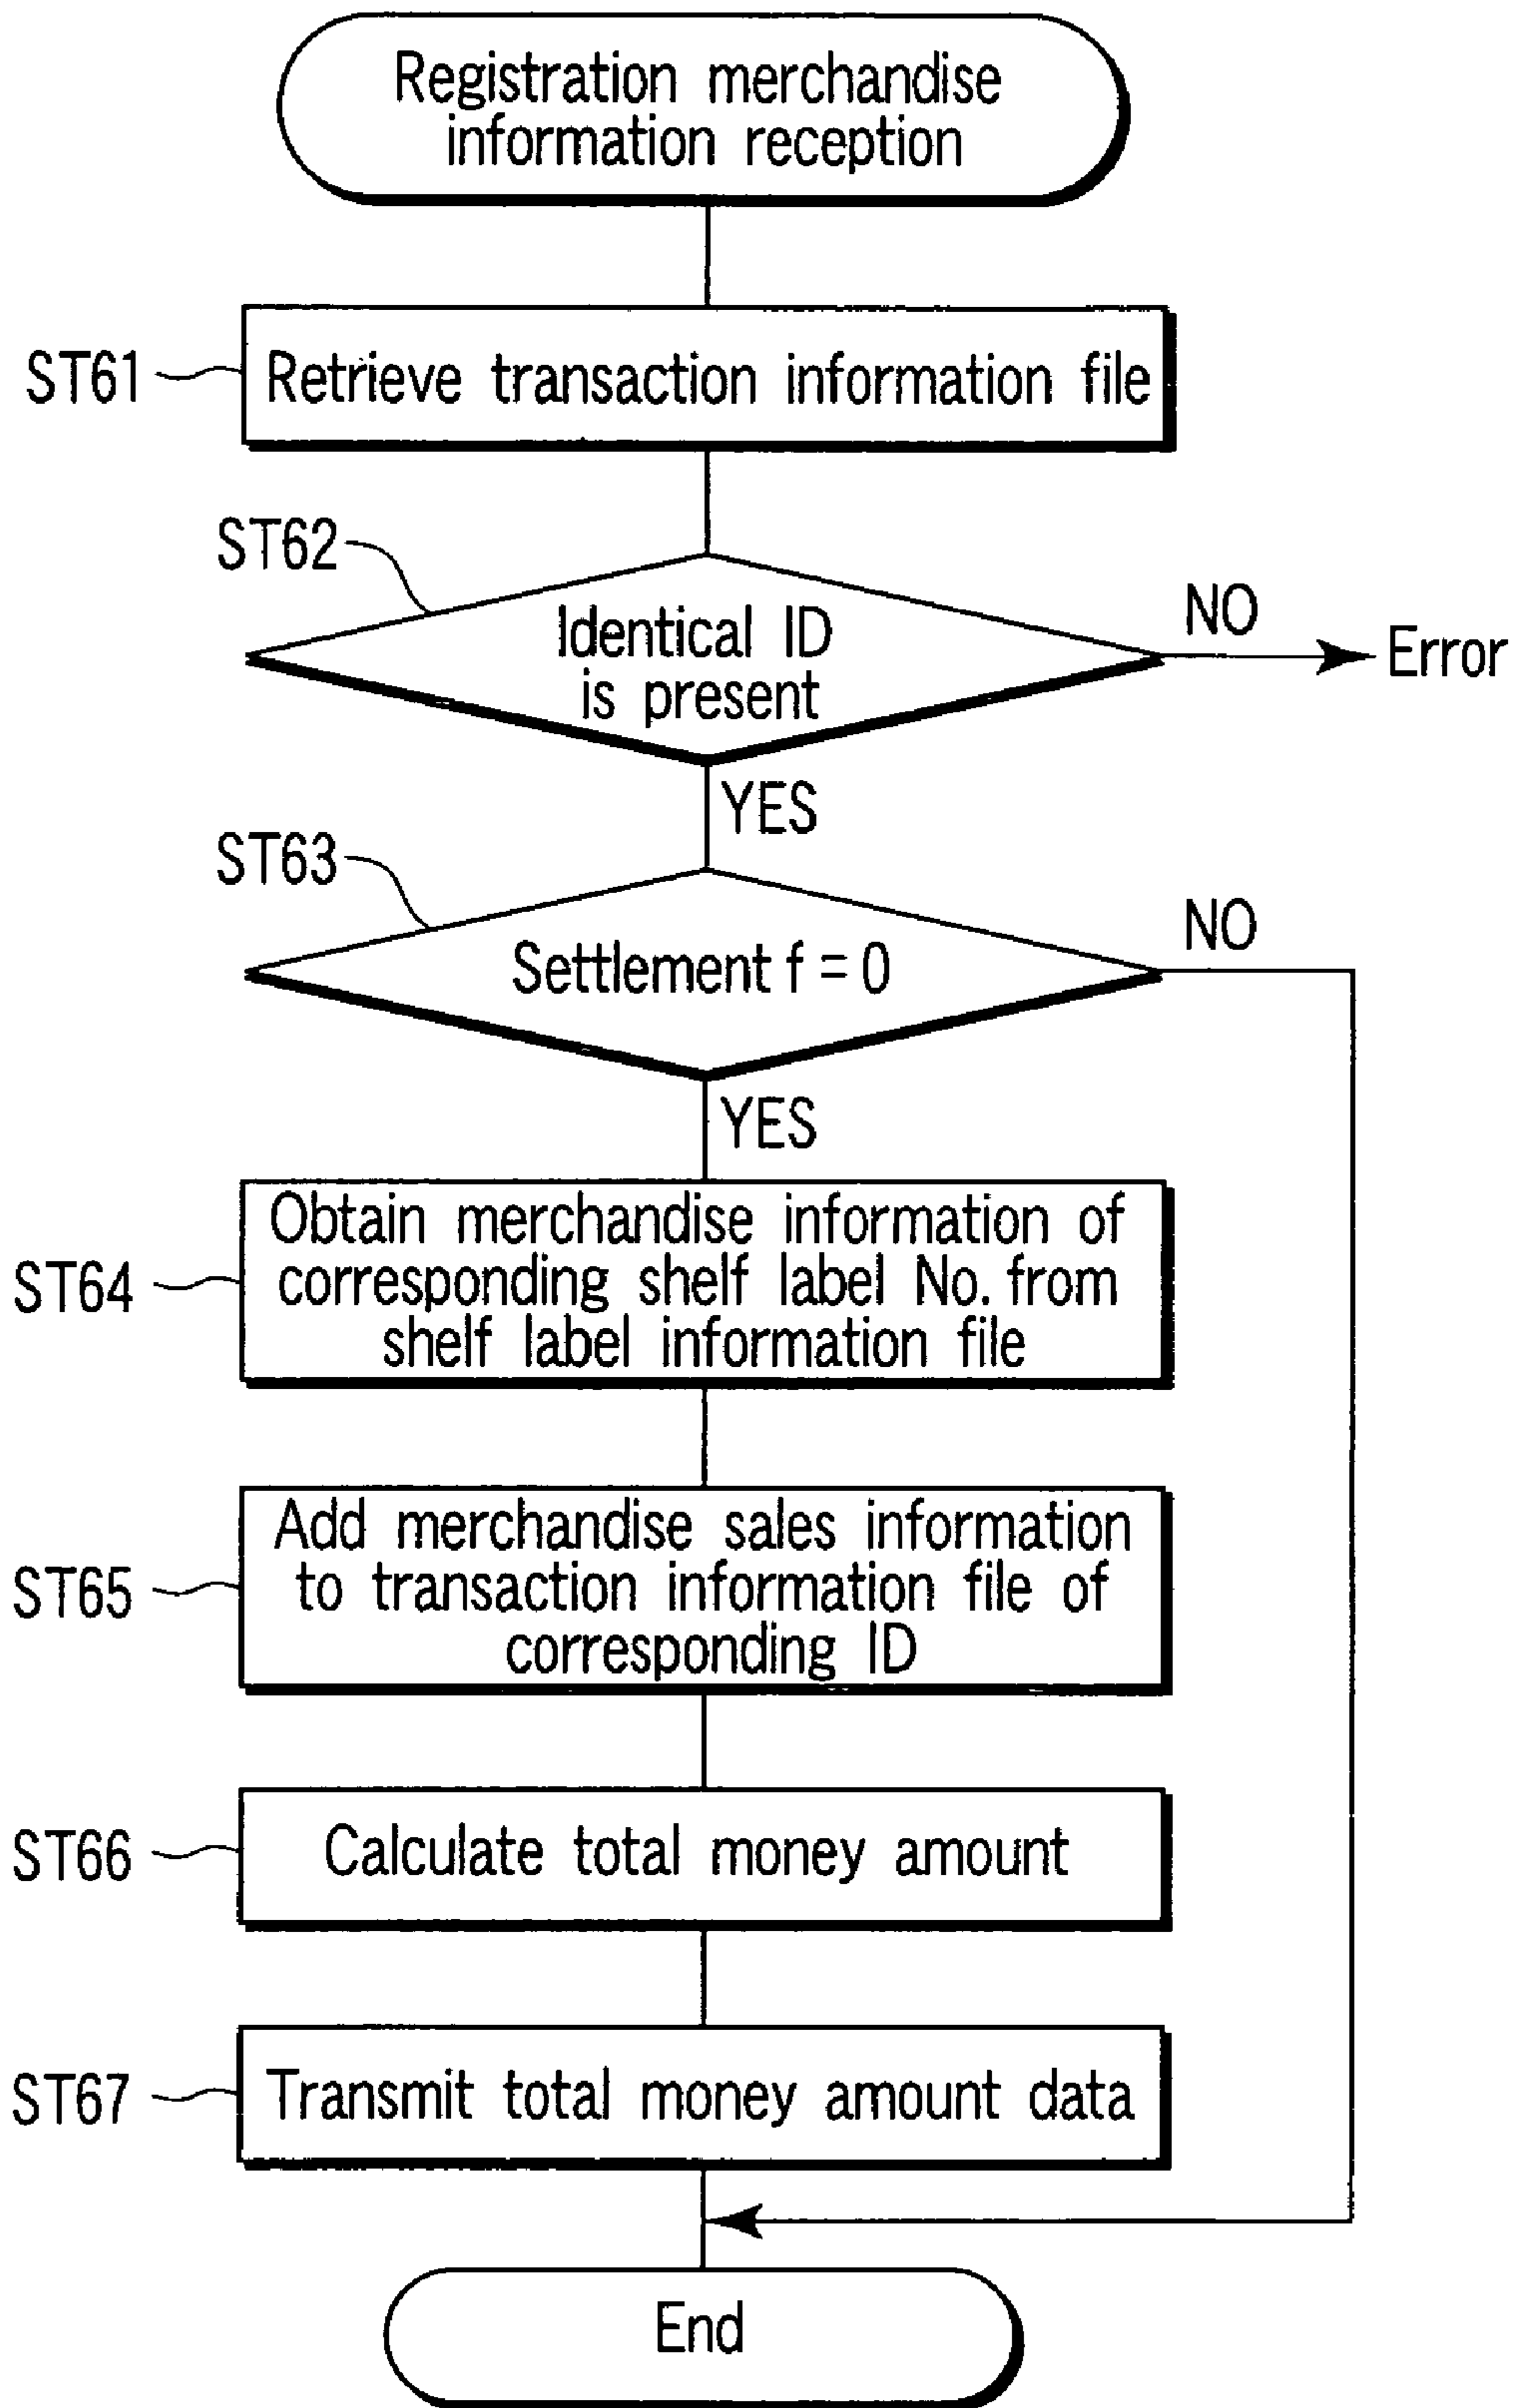 Registration merchandise
information reception
ST61
Retrieve transaction information file
ST62
Identical ID
is present
NO
Error
YES
ST63
Settlement f = 0
NO
YES
ST64
Obtain merchandise information of
corresponding shelf label No. from
shelf label information file
ST65
Add merchandise sales information
to transaction information file of
corresponding ID
ST66
Calculate total money amount
ST67
Transmit total money amount data
End